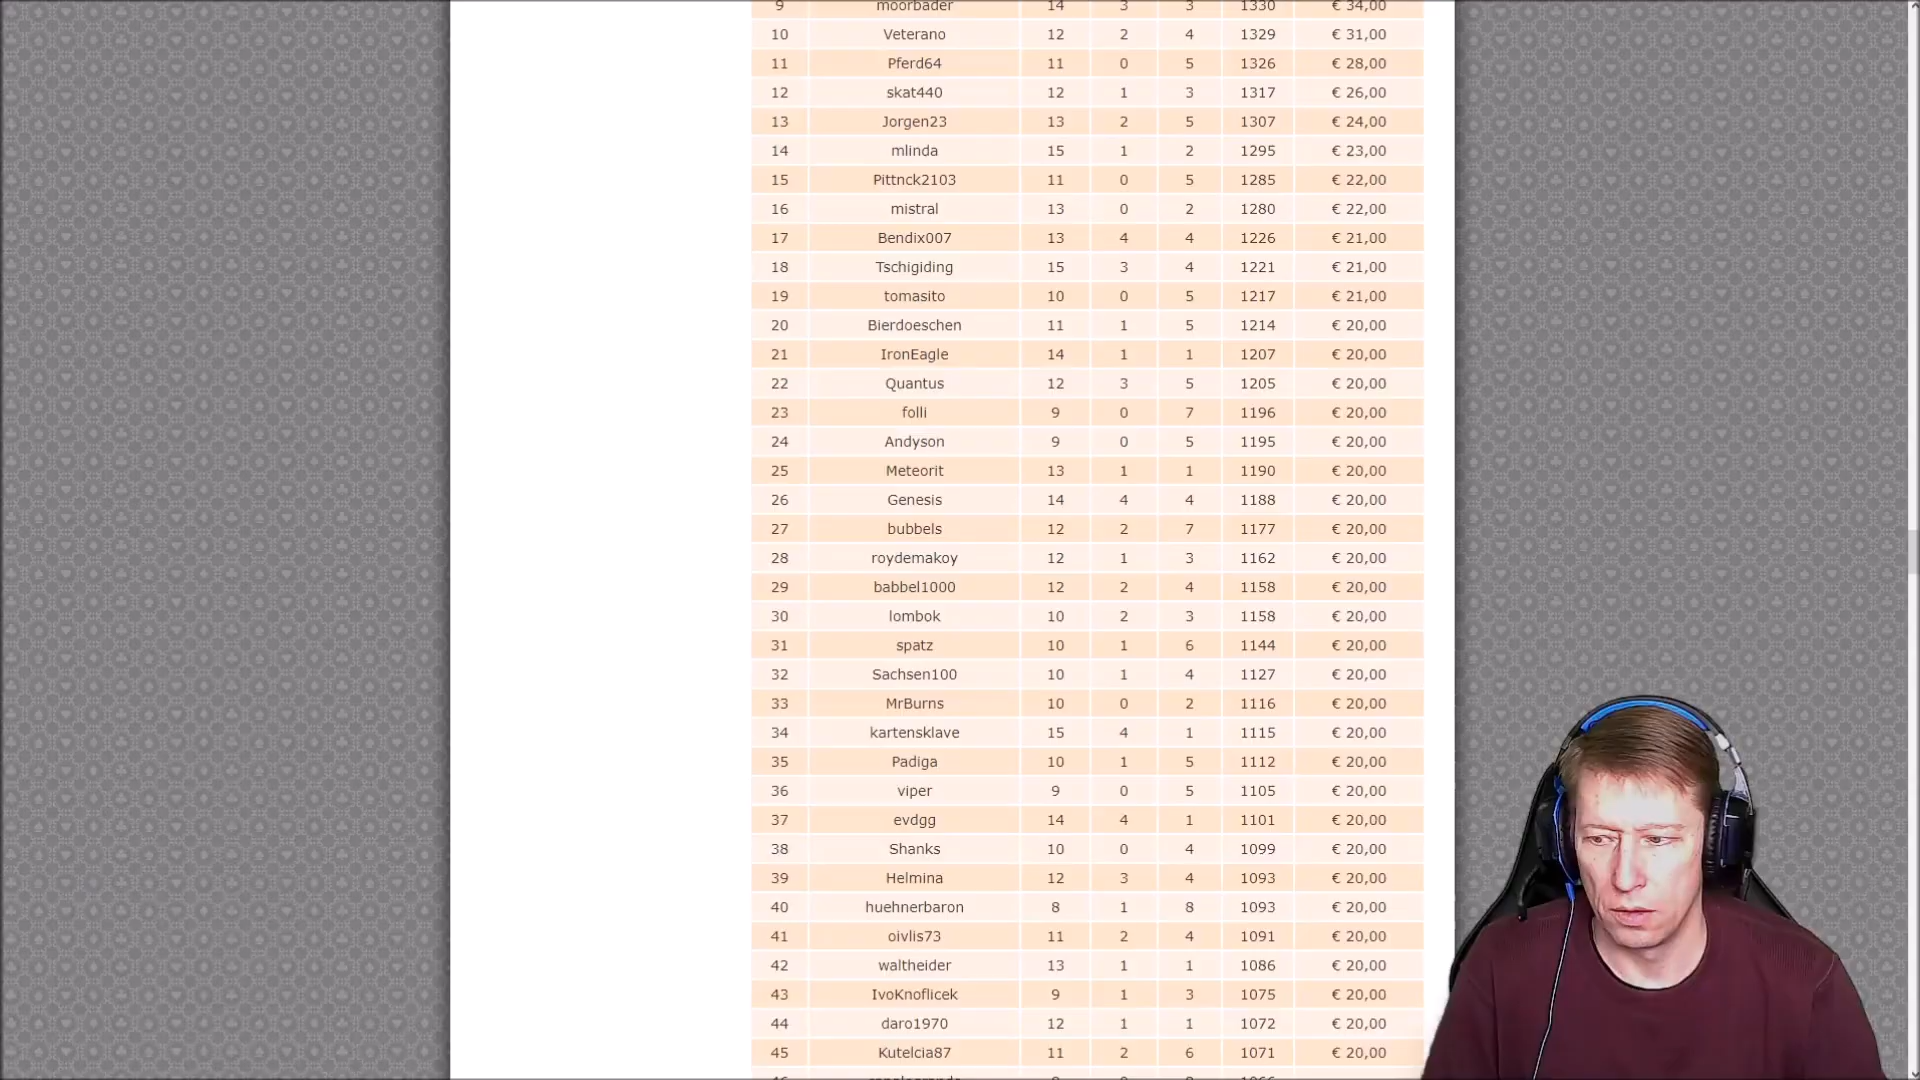 9 moorbader 14 3 3 1330 € 34,00
10 Veterano 12 2 4 1329 € 31,00
11 Pferd64 11 0 5 1326 € 28,00
12 skat440 12 1 3 1317 € 26,00
13 Jorgen23 13 2 5 1307 € 24,00
14 mlinda 15 1 2 1295 € 23,00
15 Pittnck2103 11 0 5 1285 € 22,00
16 mistral 13 0 2 1280 € 22,00
17 Bendix007 13 4 4 1226 € 21,00
18 Tschigiding 15 3 4 1221 € 21,00
19 tomasito 10 0 5 1217 € 21,00
20 Bierdoeschen 11 1 5 1214 € 20,00
21 IronEagle 14 1 1 1207 € 20,00
22 Quantus 12 3 5 1205 € 20,00
23 folli 9 0 7 1196 € 20,00
24 Andyson 9 0 5 1195 € 20,00
25 Meteorit 13 1 1 1190 € 20,00
26 Genesis 14 4 4 1188 € 20,00
27 bubbels 12 2 7 1177 € 20,00
28 roydemakoy 12 1 3 1162 € 20,00
29 babbel1000 12 2 4 1158 € 20,00
30 lombok 10 2 3 1158 € 20,00
31 spatz 10 1 6 1144 € 20,00
32 Sachsen100 10 1 4 1127 € 20,00
33 MrBurns 10 0 2 1116 € 20,00
34 kartensklave 15 4 1 1115 € 20,00
35 Padiga 10 1 5 1112 € 20,00
36 viper 9 0 5 1105 € 20,00
37 evdgg 14 4 1 1101 € 20,00
38 Shanks 10 0 4 1099 € 20,00
39 Helmina 12 3 4 1093 € 20,00
40 huehnerbaron 8 1 8 1093 € 20,00
41 oivlis73 11 2 4 1091 € 20,00
42 waltheider 13 1 1 1086 € 20,00
43 IvoKnoflicek 9 1 3 1075 € 20,00
44 daro1970 12 1 1 1072 € 20,00
45 Kutelcia87 11 2 6 1071 € 20,00